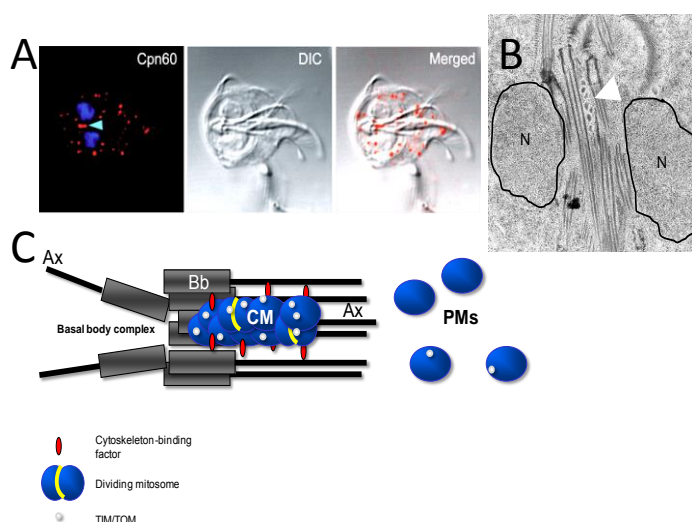 A
Cpn60
DIC
Merged
B
N
N
C
Ax
Bb
CM
Ax
PMs
Basal body complex
Cytoskeleton-binding
factor
Dividing mitosome
TIM/TOM